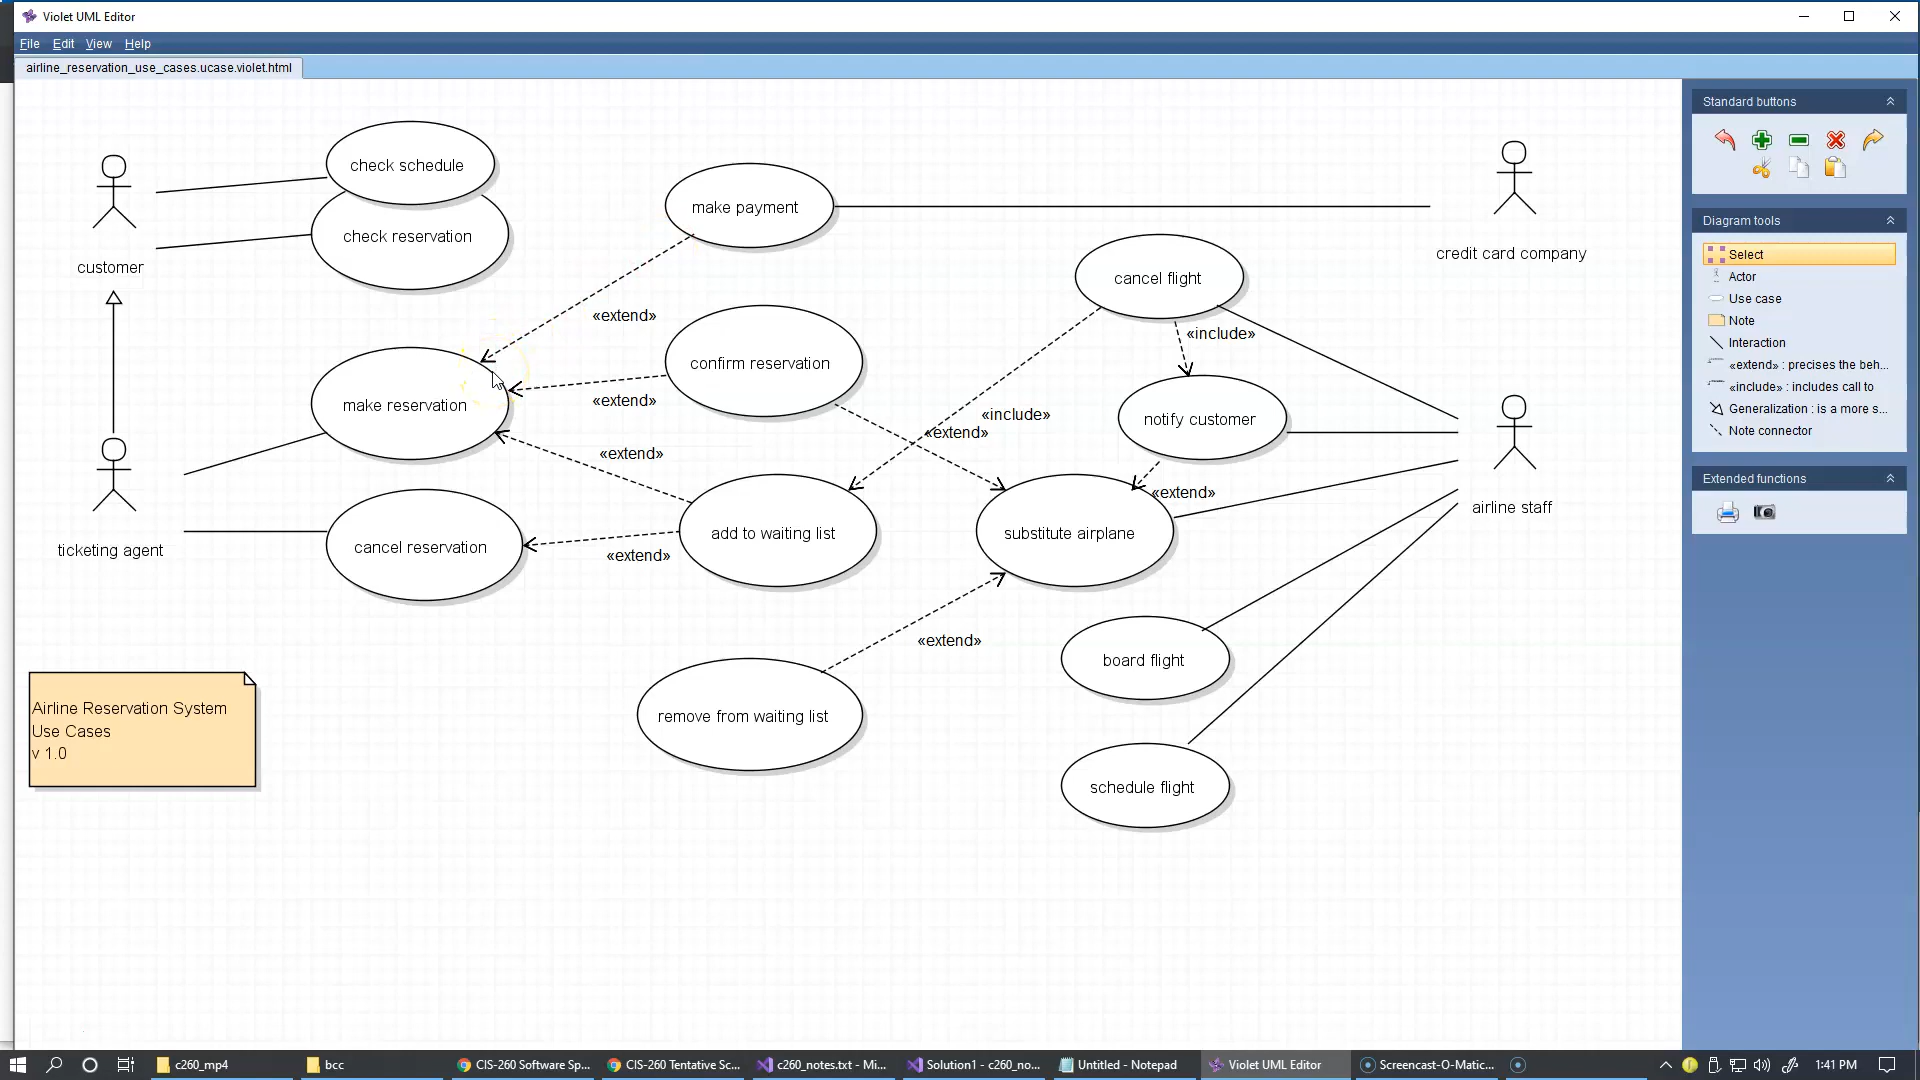 Violet UML Editor
File Edit View Help
airline_reservation_use_cases.ucase.violet.html
check schedule
check reservation
customer
make payment
credit card company
cancel flight
«extend»
«include»
confirm reservation
make reservation
«extend»
«include»
«extend»
notify customer
«extend»
ticketing agent
cancel reservation
«extend»
add to waiting list
substitute airplane
«extend»
airline staff
«extend»
board flight
remove from waiting list
schedule flight
Airline Reservation System
Use Cases
v 1.0
Standard buttons
Diagram tools
Select
Actor
Use case
Note
Interaction
«extend» : precises the beh...
«include» : includes call to
Generalization : is a more s...
Note connector
Extended functions
c260_mp4
bcc
CIS-260 Software Sp...
CIS-260 Tentative Sc...
c260_notes.txt - Mi...
Solution1 - c260_no...
Untitled - Notepad
Violet UML Editor
Screencast-O-Matic...
1:41 PM